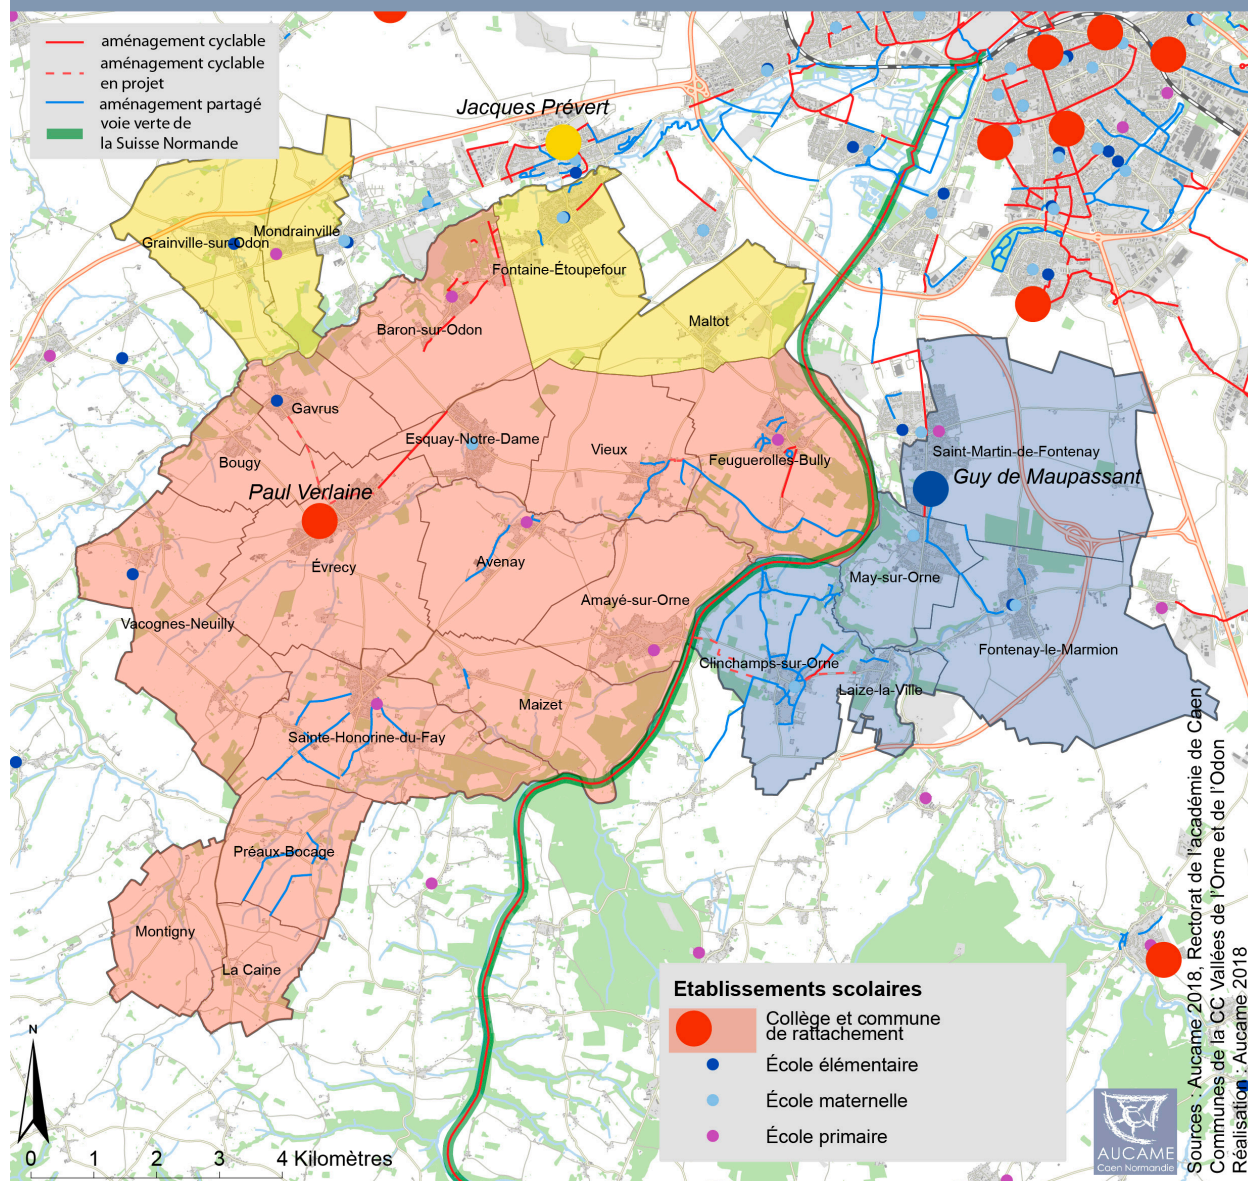 aménagement cyclable
aménagement cyclable
en projet
aménagement partagé
voie verte de
la Suisse Normande
Jacques Prévert
Mondrainville
Grainville-sur-Odon
Fontaine-Étoupefour
Baron-sur-Odon
Maltot
Gavrus
Esquay-Notre-Dame
Vieux
Bougy
Feuguerolles-Bully
Saint-Martin-de-Fontenay
Guy de Maupassant
Paul Verlaine
Évrecy
Avenay
May-sur-Orne
Amayé-sur-Orne
Vacognes-Neuilly
Fontenay-le-Marmion
Clinchamps-sur-Orne
Laize-la-Ville
Maizet
Sainte-Honorine-du-Fay
Préaux-Bocage
Montigny
La Caine
Etablissements scolaires
Collège et commune
de rattachement
École élémentaire
École maternelle
École primaire
N
0 1 2 3 4 Kilomètres
AUCAME
Caen Normandie
Sources : Aucame 2018, Rectorat de l'académie de Caen
Communes de la CC Vallées de l'Orne et de l'Odon
Réalisation : Aucame 2018